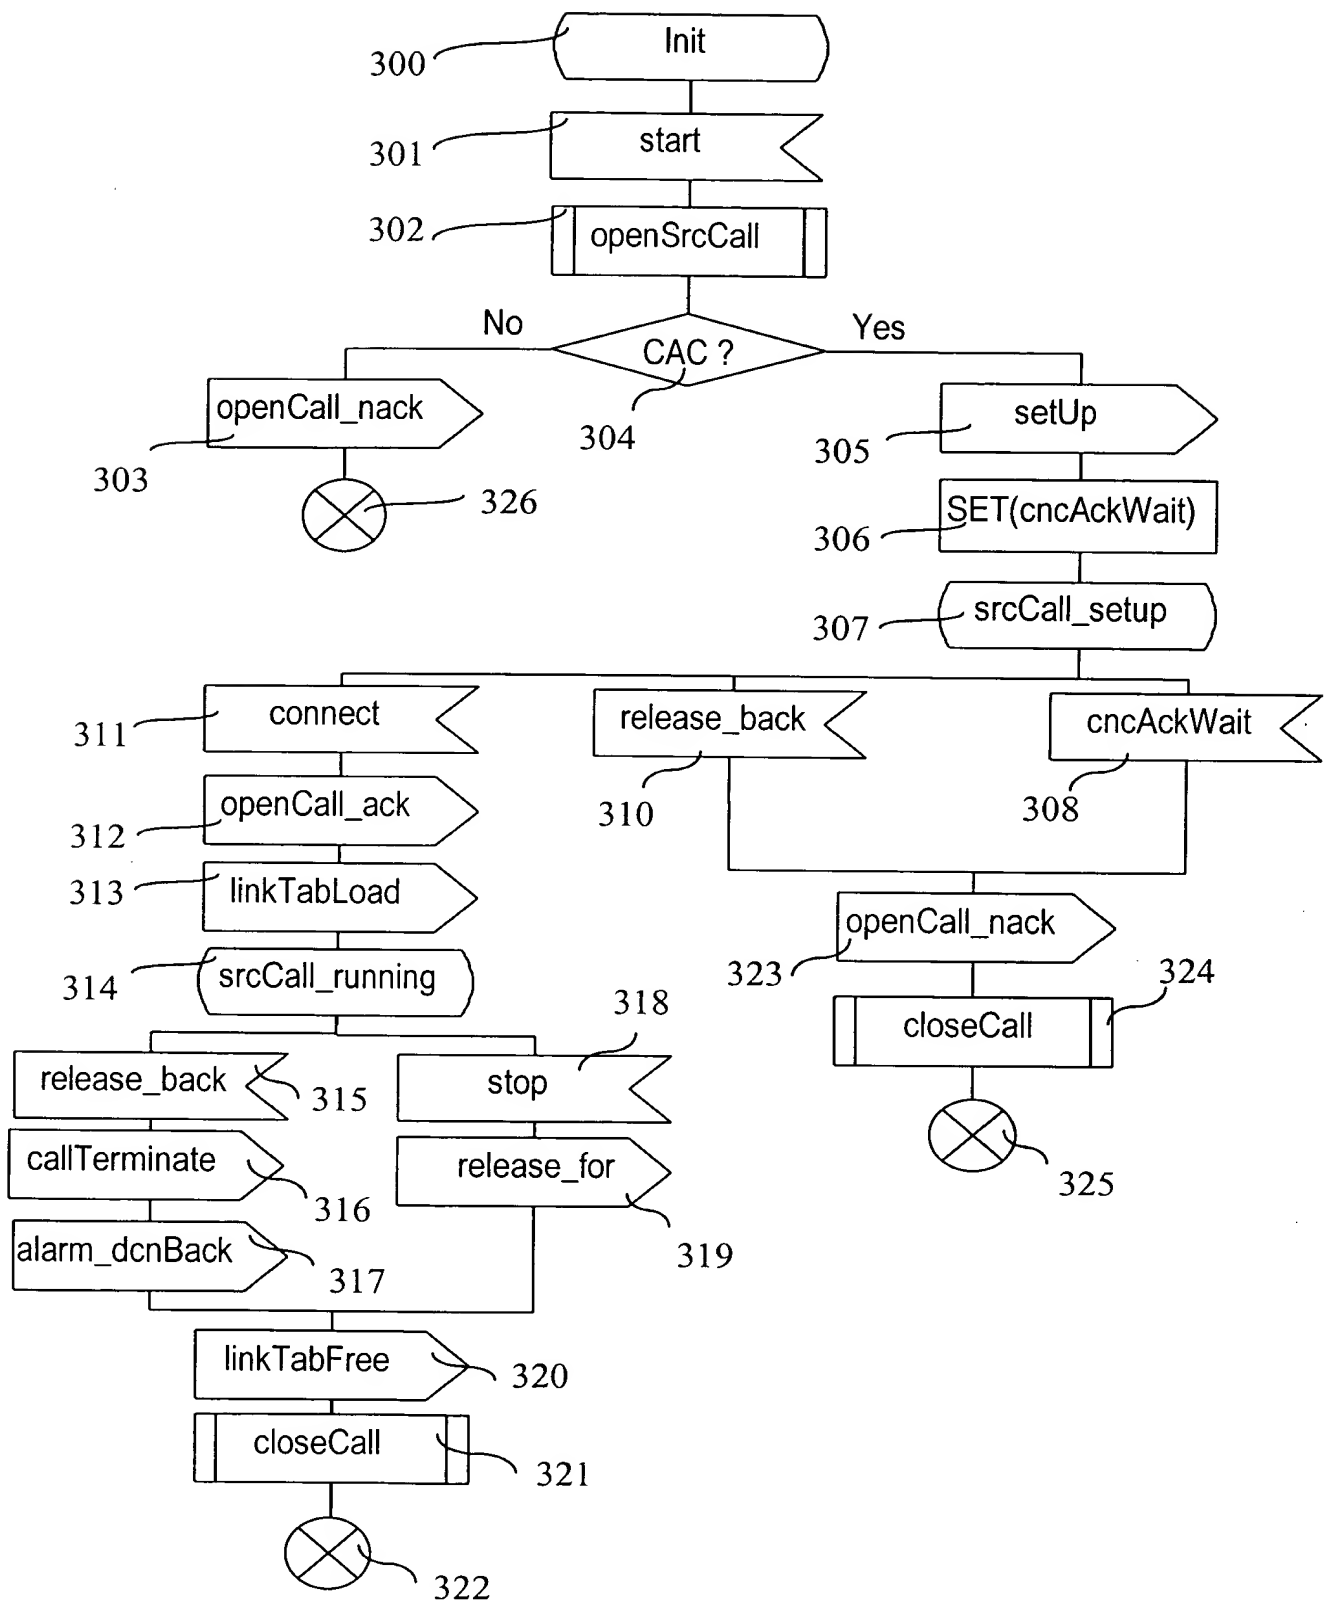 Init
300
start
301
openSrcCall
302
No
Yes
CAC ?
304
openCall_nack
303
326
setUp
305
SET(cncAckWait)
306
srcCall_setup
307
connect
311
release_back
310
cncAckWait
308
openCall_ack
312
linkTabLoad
313
srcCall_running
314
openCall_nack
323
324
closeCall
325
318
release_back
315
stop
callTerminate
316
release_for
319
alarm_dcnBack
317
linkTabFree
320
closeCall
321
322